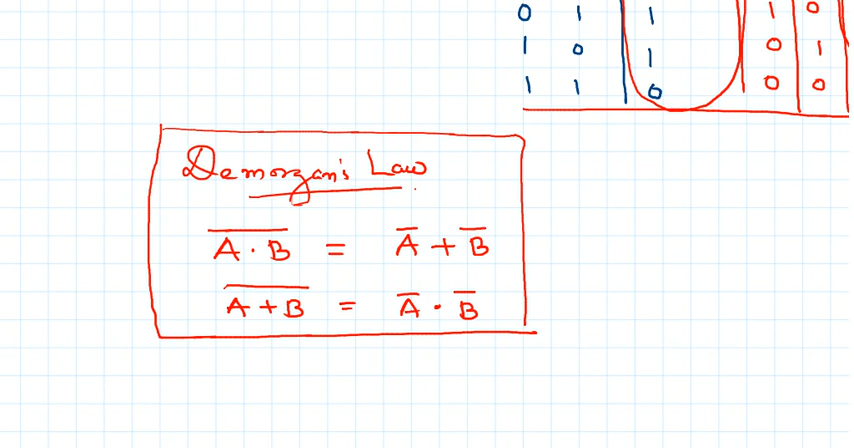 0 1 1 1 0
1 0 1 0 1
1 1 0 0 0
Demorgan's Law
A̅ ̅·̅ ̅B̅ = A̅ + B̅
A̅ ̅+̅ ̅B̅ = A̅ · B̅